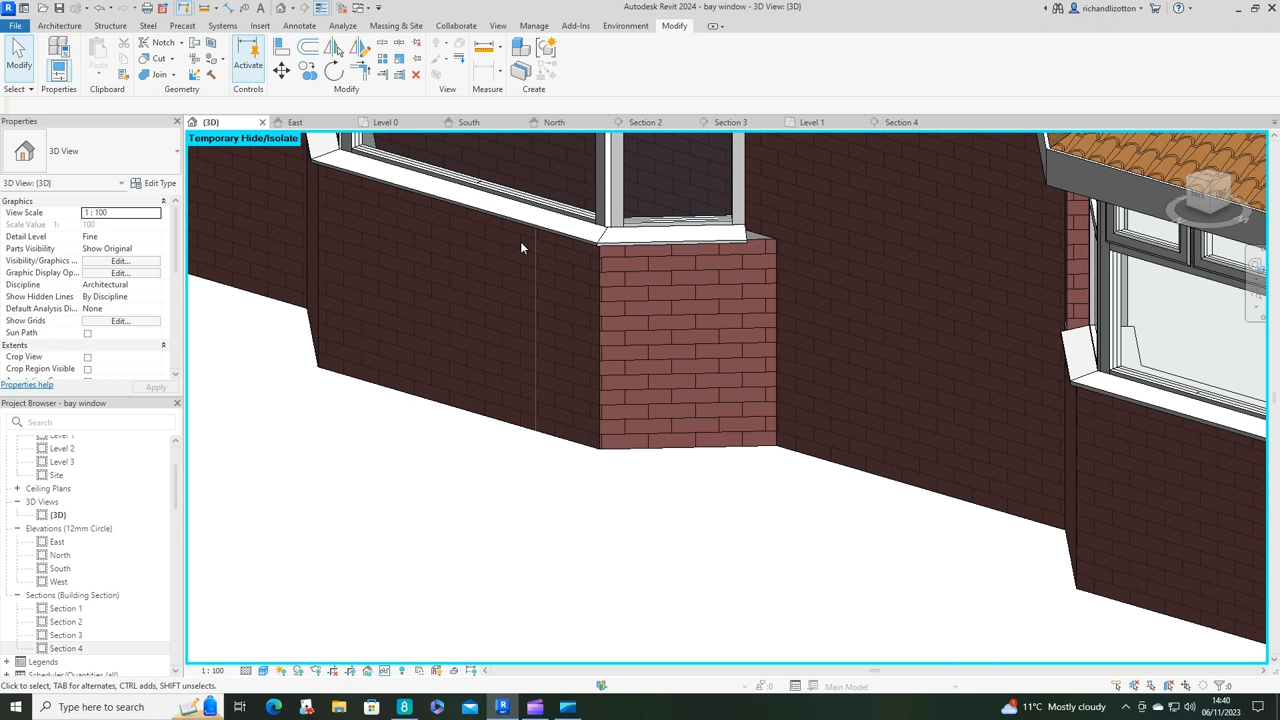 Autodesk Revit 2024 - bay window - 3D View: {3D}
richandlizotton
File
Architecture
Structure
Steel
Precast
Systems
Insert
Annotate
Analyze
Massing & Site
Collaborate
View
Manage
Add-Ins
Environment
Modify
Modify
Paste
Notch
Cut
Join
Activate
Select
Properties
Clipboard
Geometry
Controls
Modify
View
Measure
Create
Properties
(3D)
East
Level 0
South
North
Section 2
Section 3
Level 1
Section 4
Temporary Hide/Isolate
3D View
3D View: {3D}
Edit Type
Graphics
View Scale 1 : 100
Scale Value 1: 100
Detail Level Fine
Parts Visibility Show Original
Visibility/Graphics ... Edit...
Graphic Display Op... Edit...
Discipline Architectural
Show Hidden Lines By Discipline
Default Analysis Di... None
Show Grids Edit...
Sun Path
Extents
Crop View
Crop Region Visible
Properties help
Apply
Project Browser - bay window
Search
Level 1
Level 2
Level 3
Site
Ceiling Plans
3D Views
(3D)
Elevations (12mm Circle)
East
North
South
West
Sections (Building Section)
Section 1
Section 2
Section 3
Section 4
Legends
Schedules/Quantities (all)
1 : 100
Click to select, TAB for alternates, CTRL adds, SHIFT unselects.
:0
Main Model
:0
Type here to search
11°C Mostly cloudy
14:40
06/11/2023